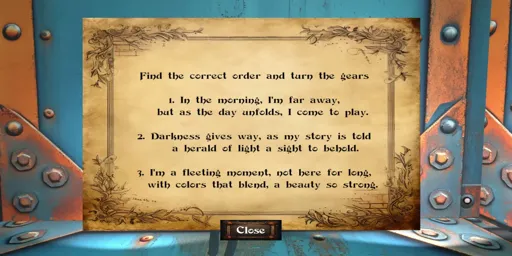 Find the correct order and turn the gears
1. In the morning, I'm far away,
but as the day unfolds, I come to play.
2. Darkness gives way, as my story is told
a herald of light a sight to behold.
3. I'm a fleeting moment, not here for long,
with colors that blend, a beauty so strong.
Close